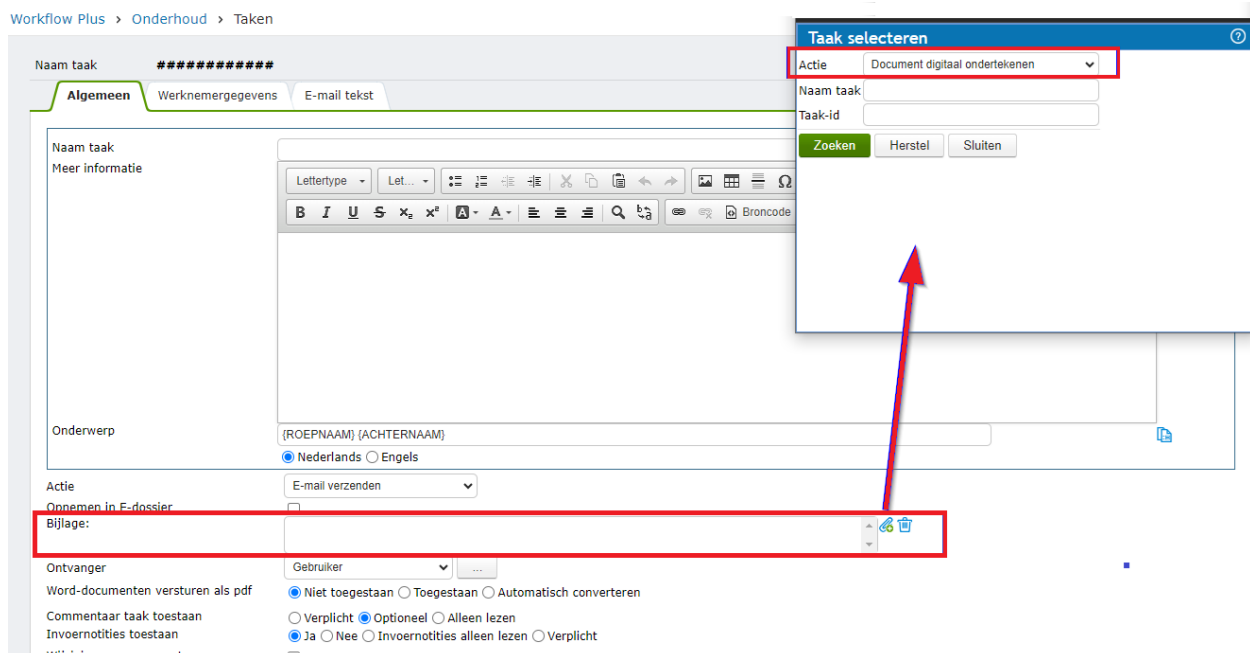 Workflow Plus > Onderhoud > Taken
Naam taak ############
Algemeen Werknemergegevens E-mail tekst
Naam taak
Meer informatie
Lettertype Let... Ω
B I U S x₂ x² A A Broncode
Onderwerp {ROEPNAAM} {ACHTERNAAM}
Nederlands Engels
Actie E-mail verzenden
Opnemen in E-dossier
Bijlage:
Ontvanger Gebruiker ...
Word-documenten versturen als pdf Niet toegestaan Toegestaan Automatisch converteren
Commentaar taak toestaan Verplicht Optioneel Alleen lezen
Invoernotities toestaan Ja Nee Invoernotities alleen lezen Verplicht
Taak selecteren
Actie Document digitaal ondertekenen
Naam taak
Taak-id
Zoeken Herstel Sluiten